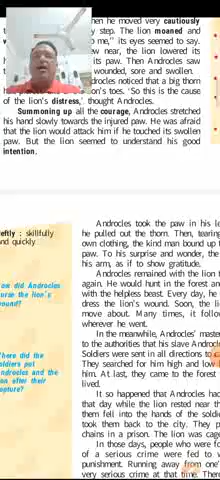 hen he moved very cautiously
y step. The lion moaned and
o me," its eyes seemed to say.
ow near, the lion lowered its
its paw. Then Androcles saw
wounded, sore and swollen.
drocles noticed that a big thorn
on's toes. 'So this is the cause
of the lion's distress,' thought Androcles.
Summoning up all the courage, Androcles stretched
his hand slowly towards the injured paw. He was afraid
that the lion would attack him if he touched its swollen
paw. But the lion seemed to understand his good
intention.
Androcles took the paw in his le
eftly : skillfully
he pulled out the thorn. Then, tearing
and quickly
own clothing, the kind man bound up t
paw. To his surprise and wonder, the
his arm, as if to show gratitude.
Androcles remained with the lion t
again. He would hunt in the forest an
ow did Androcles
with the helpless beast. Every day, he
urse the lion's
dress the lion's wound. Soon, the li
ound?
move about. Many times, it follow
wherever he went.
In the meanwhile, Androcles' master
to the authorities that his slave Androcl
here did the
Soldiers were sent in all directions to
oldiers put
They searched for him high and low
ndrocles and the
him. At last, they came to the forest
ion after their
lived.
apture?
It so happened that Androcles had
that day while the lion rested near th
them fell into the hands of the soldie
took them back to the city. They p
chains in a prison. The lion was cage
In those days, people who were fo
of a serious crime were fed to w
punishment. Running away from one'
serious crime at that time. There